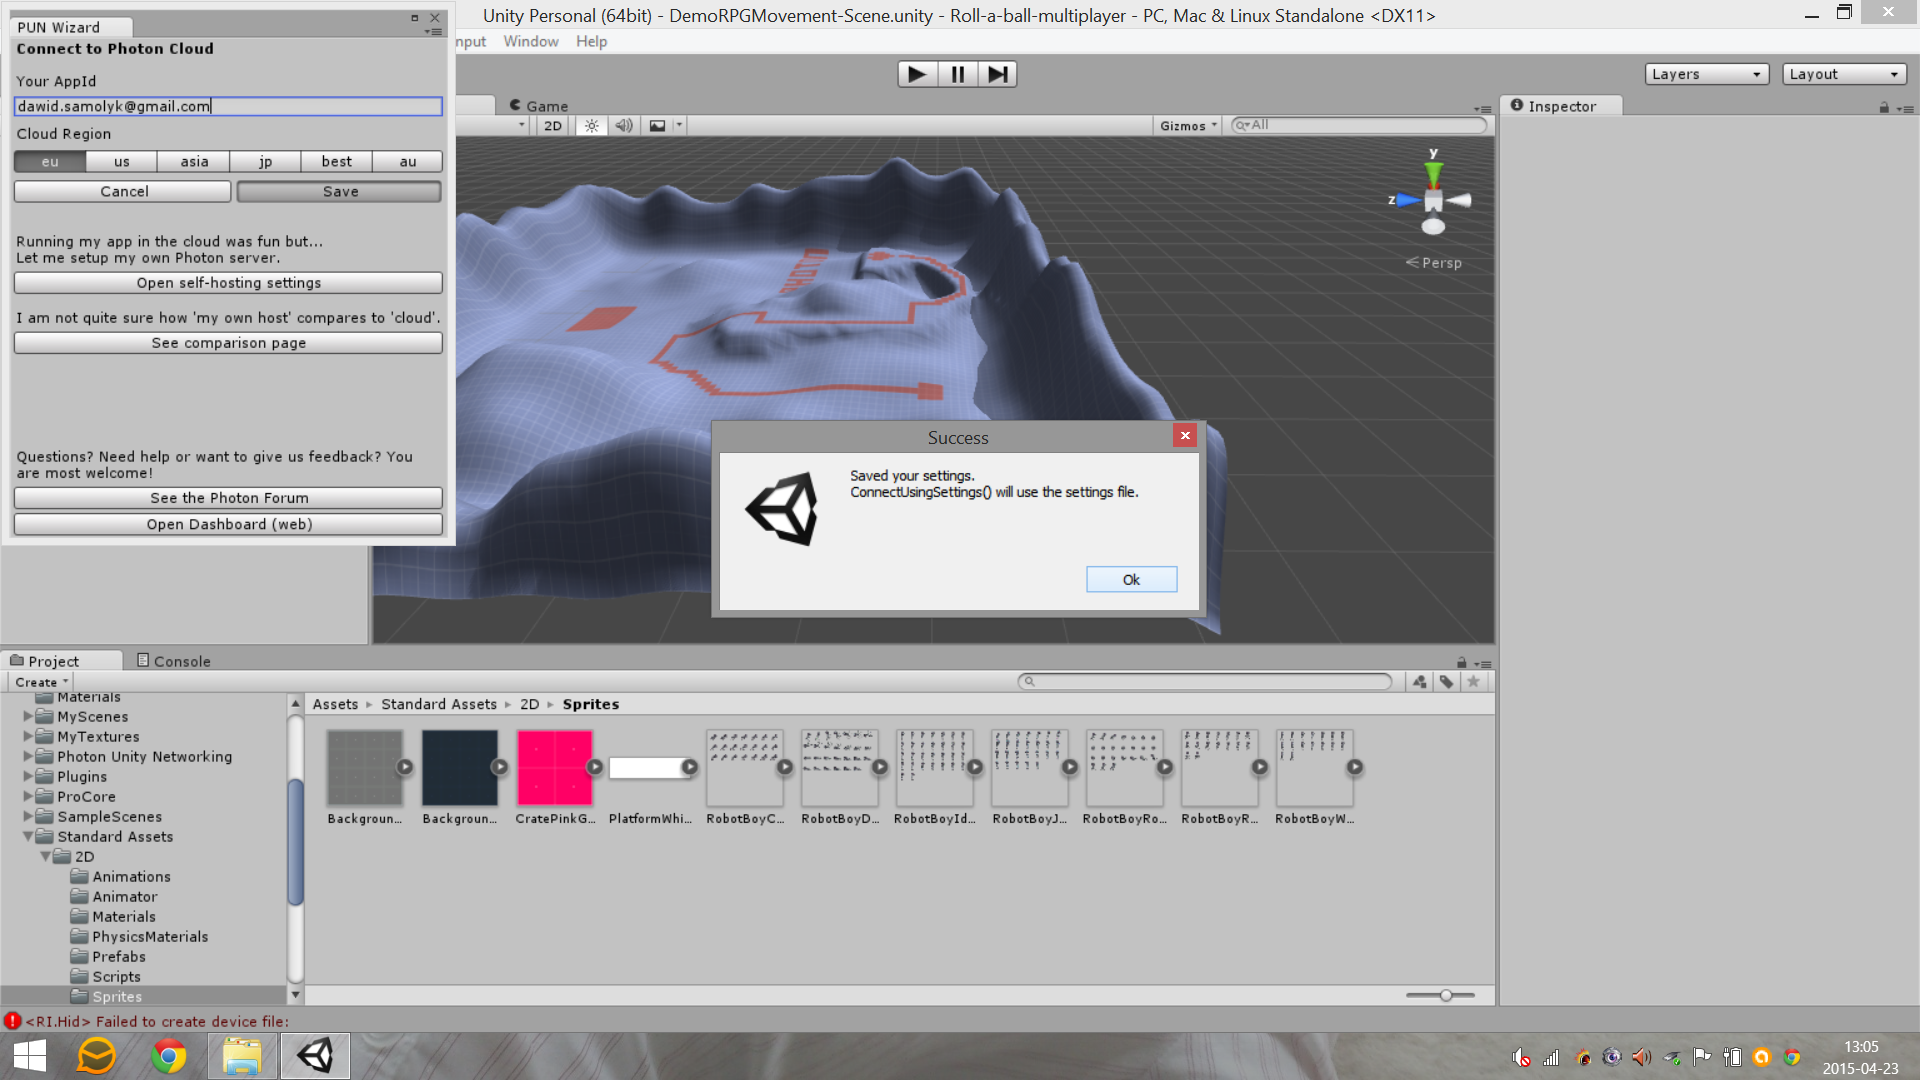 Unity Personal (64bit) - DemoRPGMovement-Scene.unity - Roll-a-ball-multiplayer - PC, Mac & Linux Standalone <DX11>
PUN Wizard
Connect to Photon Cloud
Your AppId
dawid.samolyk@gmail.com
Cloud Region
eu us asia jp best au
Cancel Save
Running my app in the cloud was fun but...
Let me setup my own Photon server.
Open self-hosting settings
I am not quite sure how 'my own host' compares to 'cloud'.
See comparison page
Questions? Need help or want to give us feedback? You
are most welcome!
See the Photon Forum
Open Dashboard (web)
nput Window Help
Layers Layout
Game
2D Gizmos All
y
z
Persp
Inspector
Success
Saved your settings.
ConnectUsingSettings() will use the settings file.
Ok
Project Console
Create
Materials
MyScenes
MyTextures
Photon Unity Networking
Plugins
ProCore
SampleScenes
Standard Assets
2D
Animations
Animator
Materials
PhysicsMaterials
Prefabs
Scripts
Sprites
Assets Standard Assets 2D Sprites
Backgroun... Backgroun... CratePinkG... PlatformWhi... RobotBoyC... RobotBoyD... RobotBoyId... RobotBoyJ... RobotBoyRo... RobotBoyR... RobotBoyW...
<RI.Hid> Failed to create device file:
13:05
2015-04-23